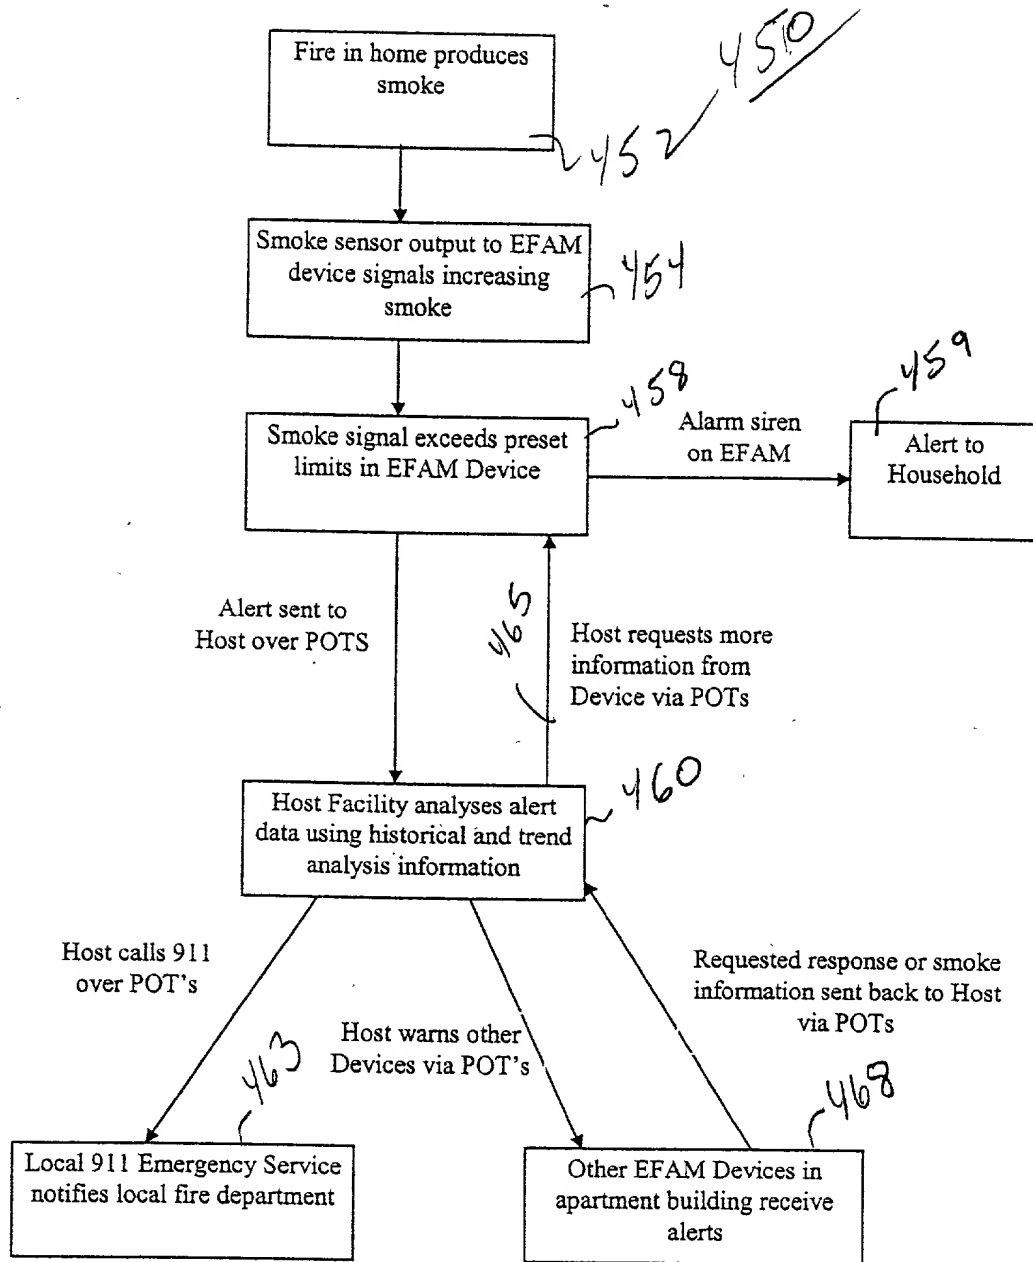 Fire in home produces
smoke
4510
452
Smoke sensor output to EFAM
device signals increasing
smoke
454
Smoke signal exceeds preset
limits in EFAM Device
458
Alarm siren
on EFAM
459
Alert to
Household
Alert sent to
Host over POTS
465
Host requests more
information from
Device via POTs
Host Facility analyses alert
data using historical and trend
analysis information
460
Host calls 911
over POT's
Host warns other
Devices via POT's
Requested response or smoke
information sent back to Host
via POTs
463
468
Local 911 Emergency Service
notifies local fire department
Other EFAM Devices in
apartment building receive
alerts